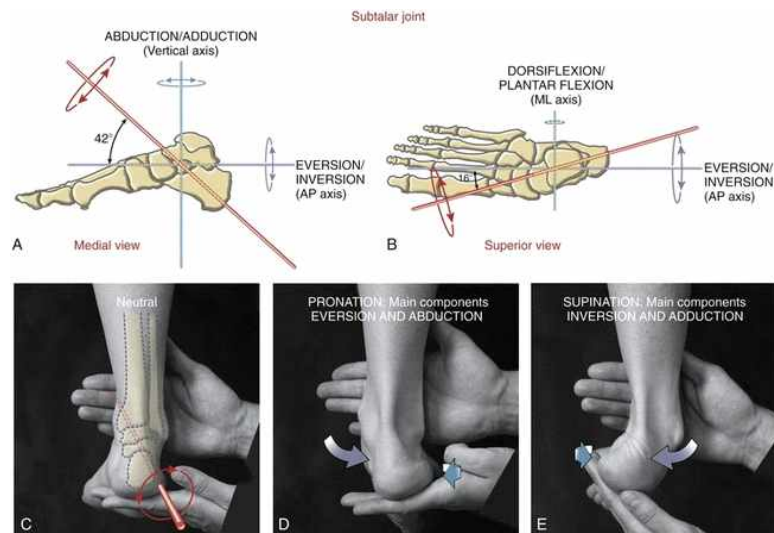 Subtalar joint
ABDUCTION/ADDUCTION
(Vertical axis)
42°
EVERSION/
INVERSION
(AP axis)
A
Medial view
DORSIFLEXION/
PLANTAR FLEXION
(ML axis)
16
EVERSION/
INVERSION
(AP axis)
B
Superior view
Neutral
C
PRONATION: Main components
EVERSION AND ABDUCTION
D
SUPINATION: Main components
INVERSION AND ADDUCTION
E